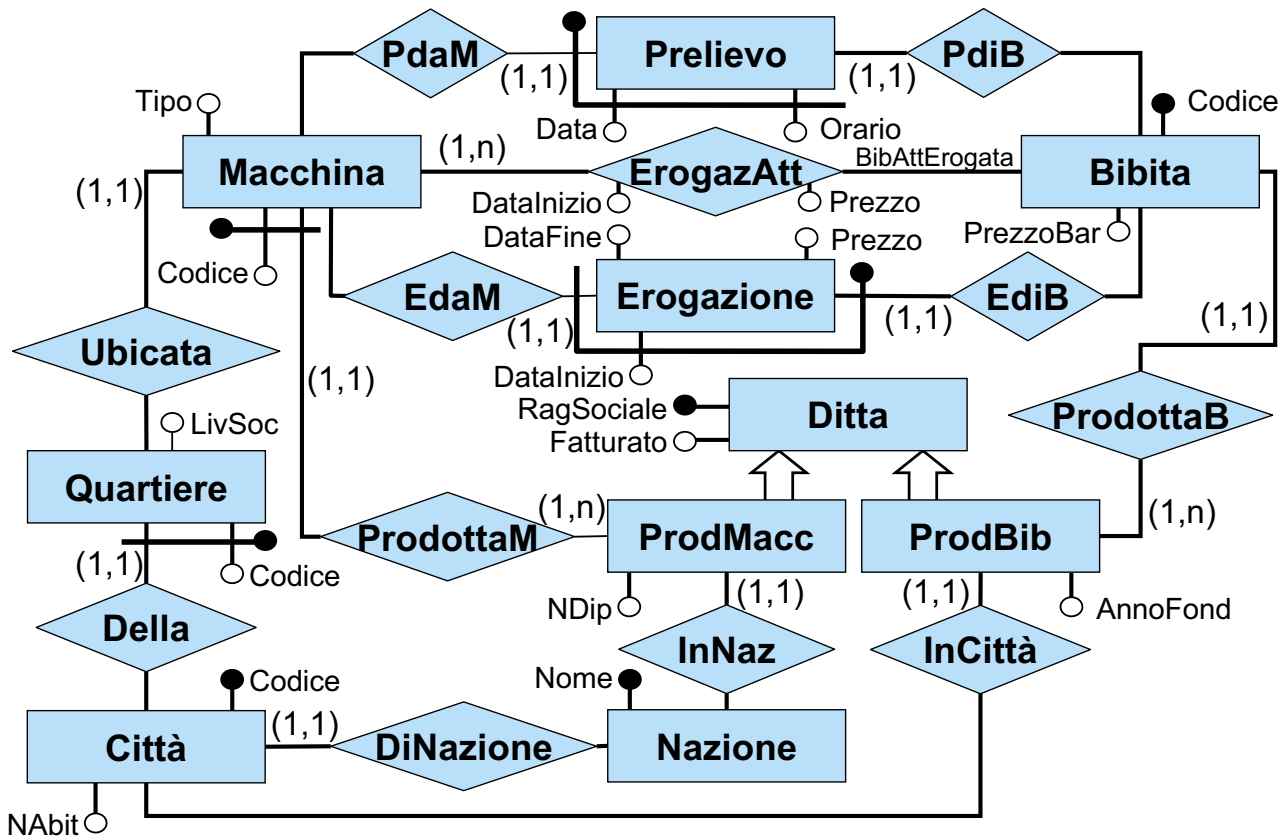 PdaM
(1,1)
Prelievo
(1,1)
PdiB
Tipo
Data
Orario
Codice
Macchina
(1,n)
ErogazAtt
BibAttErogata
Bibita
(1,1)
DataInizio
Prezzo
DataFine
Prezzo
PrezzoBar
Codice
EdaM
(1,1)
Erogazione
(1,1)
EdiB
(1,1)
Ubicata
(1,1)
DataInizio
RagSociale
Fatturato
Ditta
ProdottaB
LivSoc
Quartiere
(1,1)
Codice
ProdottaM
(1,n)
ProdMacc
ProdBib
(1,n)
NDip
(1,1)
(1,1)
AnnoFond
Della
InNaz
InCittà
Codice
Nome
Città
(1,1)
DiNazione
Nazione
NAbit